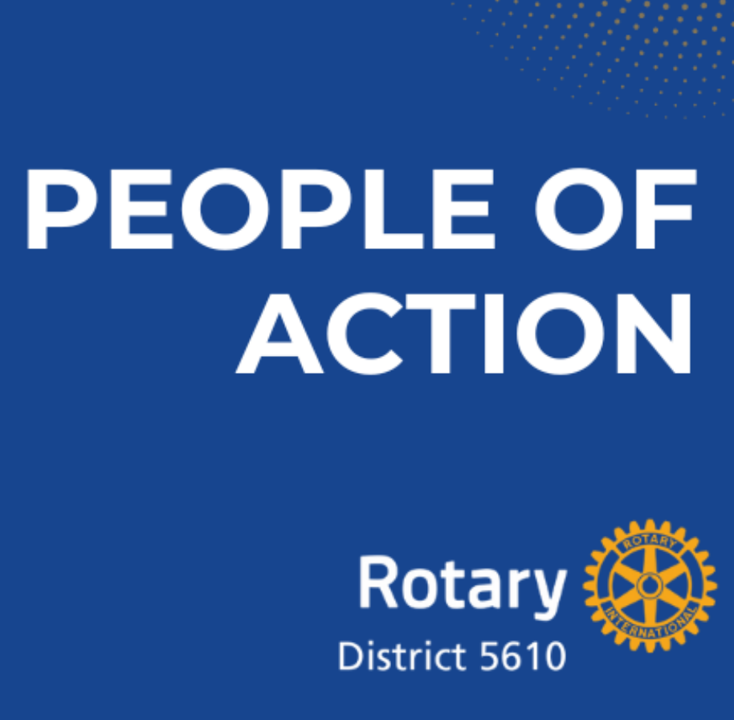 PEOPLE OF
ACTION
Rotary
District 5610
ROTARY
INTERNATIONAL